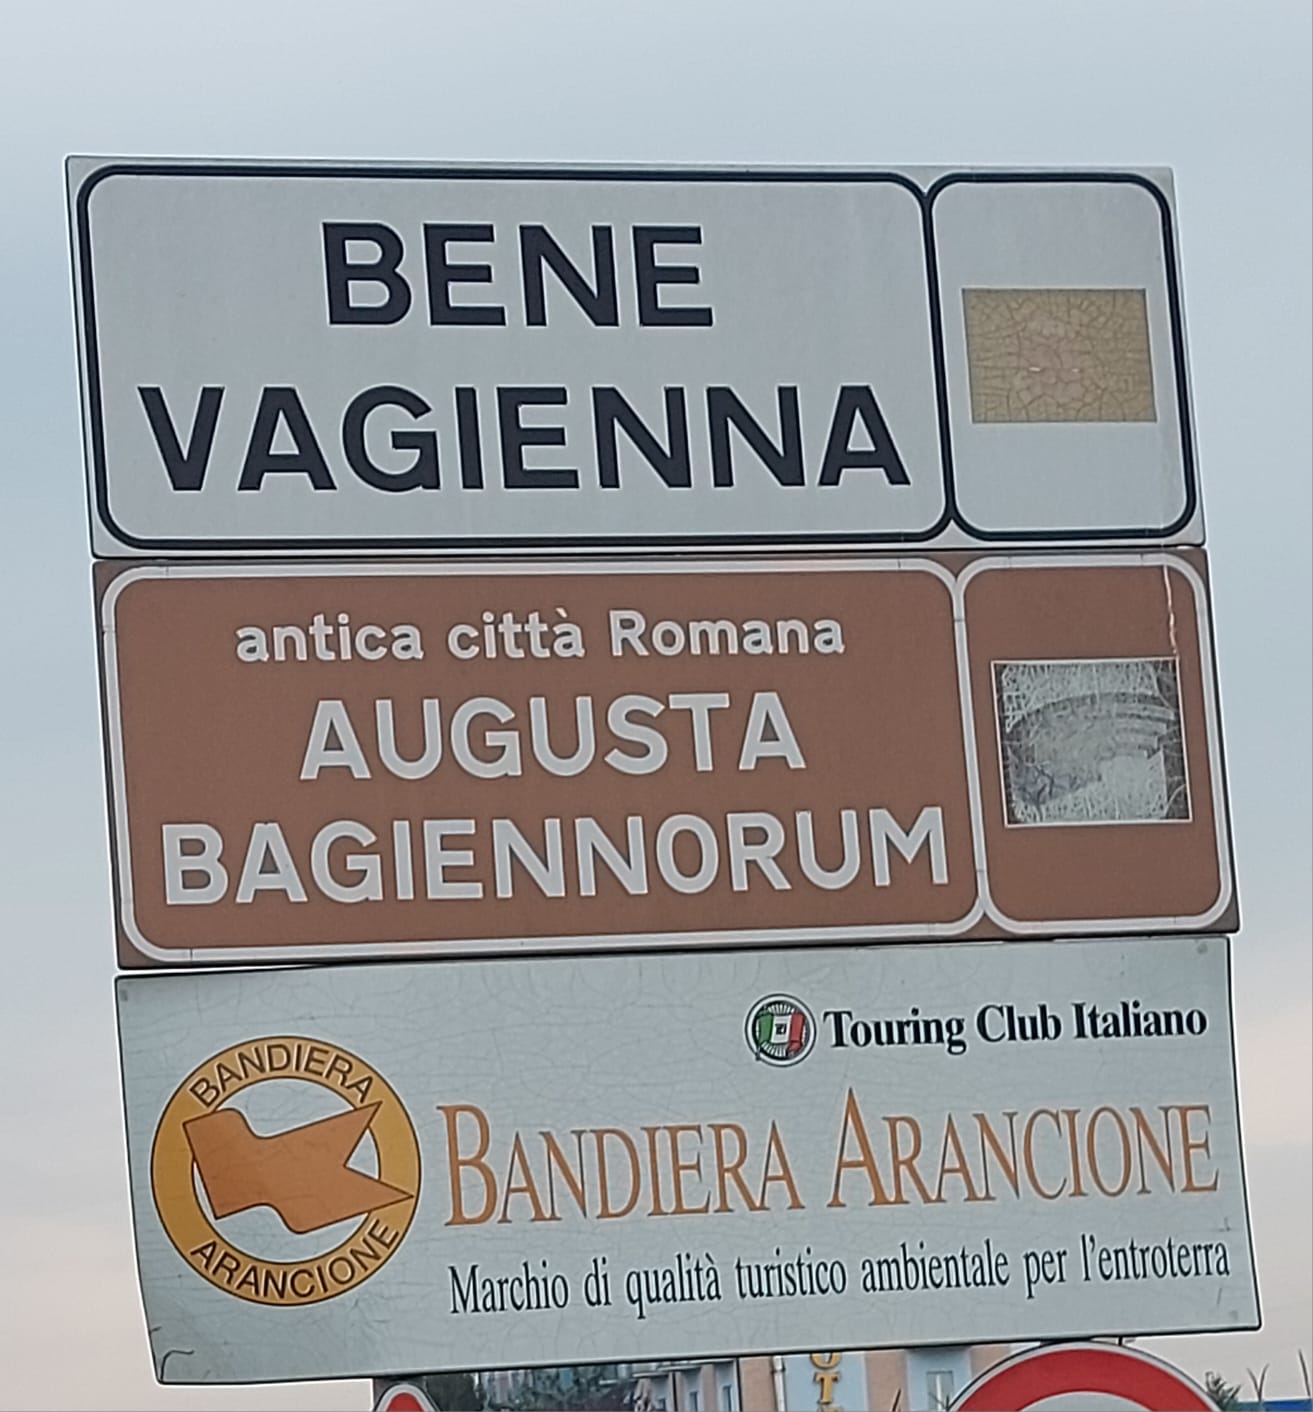 BENE
VAGIENNA
antica città Romana
AUGUSTA
BAGIENNORUM
Touring Club Italiano
BANDIERA
ARANCIONE
BANDIERA ARANCIONE
Marchio di qualità turistico ambientale per l'entroterra